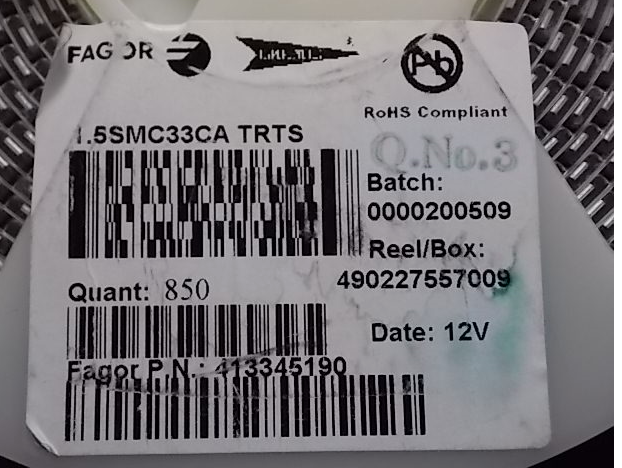 FAGOR
Pb
RoHS Compliant
1.5SMC33CA TRTS
Q.No.3
Batch:
0000200509
Reel/Box:
490227557009
Quant: 850
Date: 12V
Fagor P.N.: 413345190